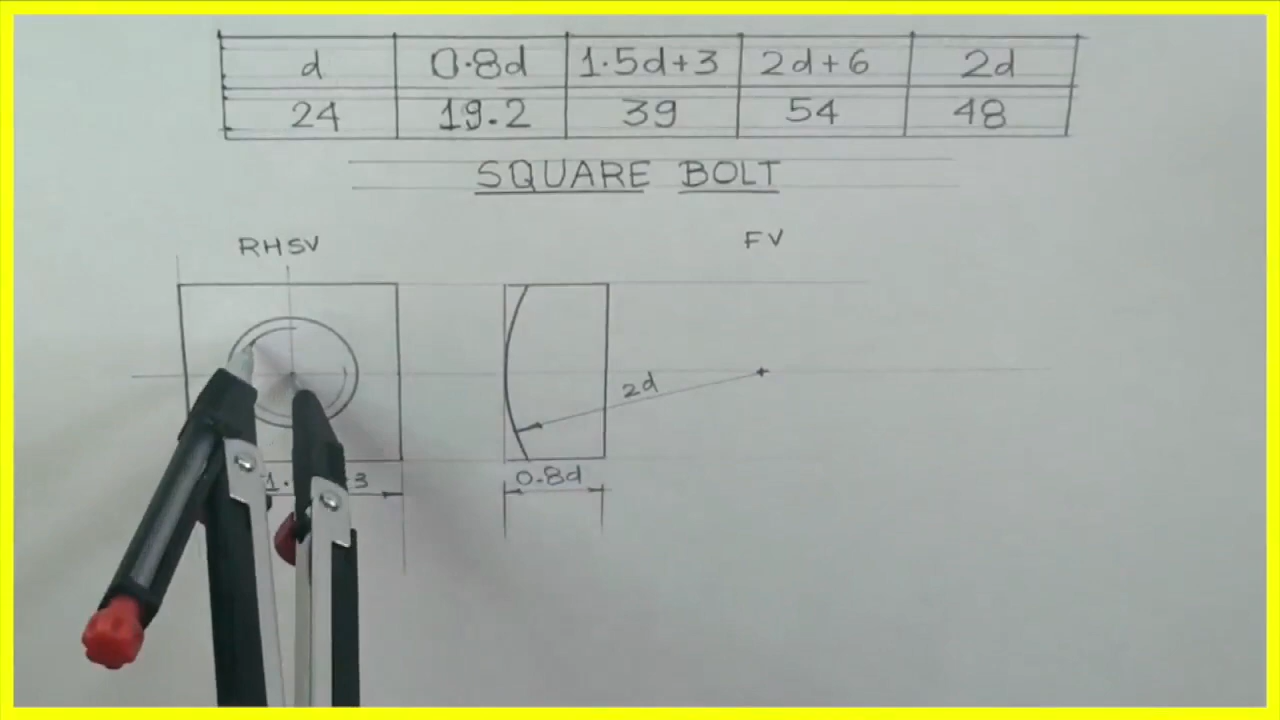 d 0.8d 1.5d+3 2d+6 2d
24 19.2 39 54 48
SQUARE BOLT
RHSV FV
2d
0.8d